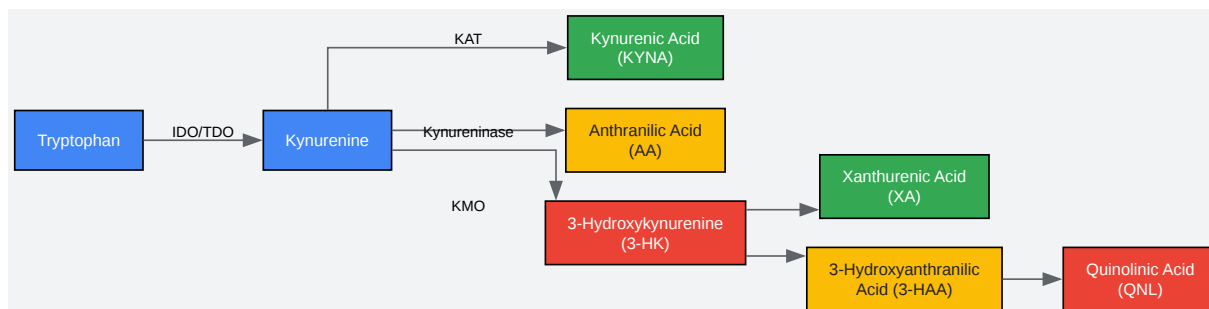 KAT
Kynurenic Acid
(KYNA)
Tryptophan
IDO/TDO
Kynurenine
Kynureninase
Anthranilic Acid
(AA)
KMO
3-Hydroxykynurenine
(3-HK)
Xanthurenic Acid
(XA)
3-Hydroxyanthranilic
Acid (3-HAA)
Quinolinic Acid
(QNL)